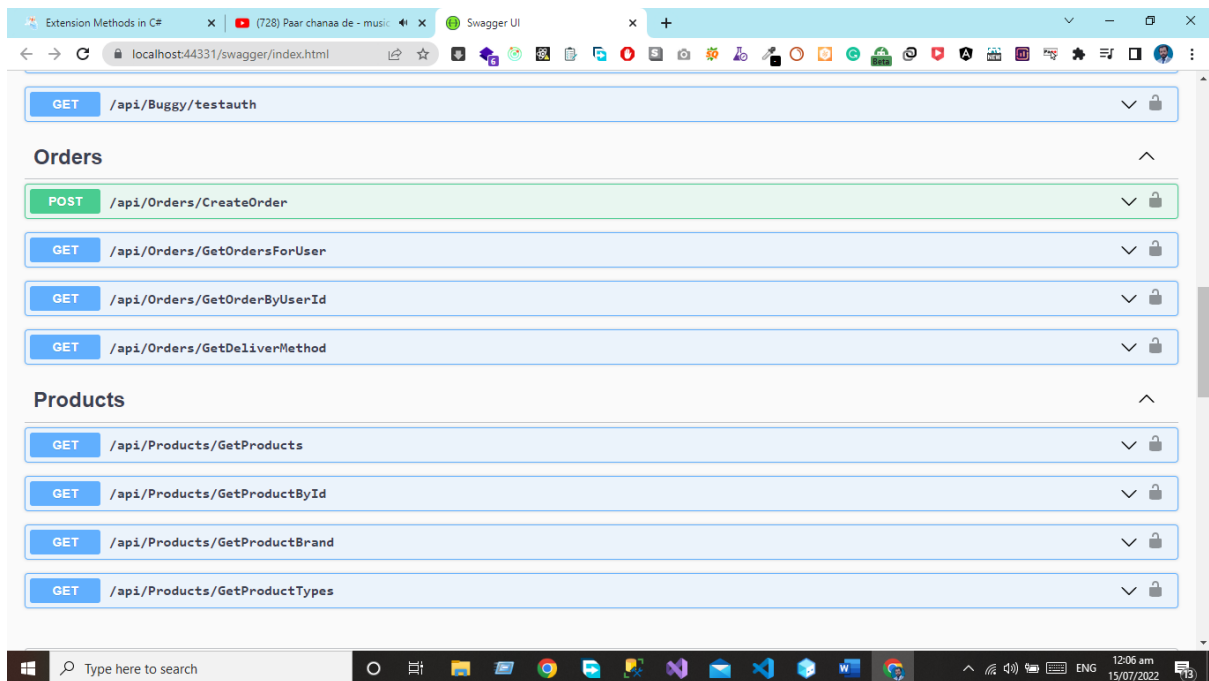 Extension Methods in C#
(728) Paar chanaa de - music
Swagger UI
localhost:44331/swagger/index.html
GET /api/Buggy/testauth
Orders
POST /api/Orders/CreateOrder
GET /api/Orders/GetOrdersForUser
GET /api/Orders/GetOrderByUserId
GET /api/Orders/GetDeliverMethod
Products
GET /api/Products/GetProducts
GET /api/Products/GetProductById
GET /api/Products/GetProductBrand
GET /api/Products/GetProductTypes
Type here to search
ENG
12:06 am
15/07/2022